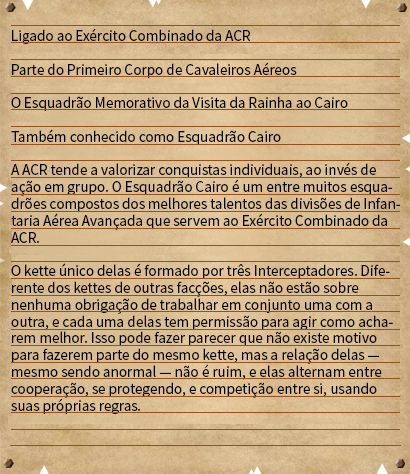 Ligado ao Exército Combinado da ACR
Parte do Primeiro Corpo de Cavaleiros Aéreos
O Esquadrão Memorativo da Visita da Rainha ao Cairo
Também conhecido como Esquadrão Cairo
A ACR tende a valorizar conquistas individuais, ao invés de
ação em grupo. O Esquadrão Cairo é um entre muitos esqua-
drões compostos dos melhores talentos das divisões de Infan-
taria Aérea Avançada que servem ao Exército Combinado da
ACR.
O kette único delas é formado por três Interceptadores. Dife-
rente dos kettes de outras facções, elas não estão sobre
nenhuma obrigação de trabalhar em conjunto uma com a
outra, e cada uma delas tem permissão para agir como acha-
rem melhor. Isso pode fazer parecer que não existe motivo
para fazerem parte do mesmo kette, mas a relação delas —
mesmo sendo anormal — não é ruim, e elas alternam entre
cooperação, se protegendo, e competição entre si, usando
suas próprias regras.